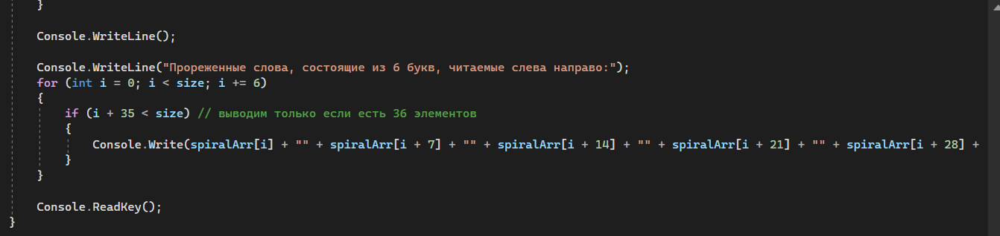 }
Console.WriteLine();
Console.WriteLine("Прореженные слова, состоящие из 6 букв, читаемые слева направо:");
for (int i = 0; i < size; i += 6)
{
if (i + 35 < size) // выводим только если есть 36 элементов
{
Console.Write(spiralArr[i] + "" + spiralArr[i + 7] + "" + spiralArr[i + 14] + "" + spiralArr[i + 21] + "" + spiralArr[i + 28] +
}
}
Console.ReadKey();
}